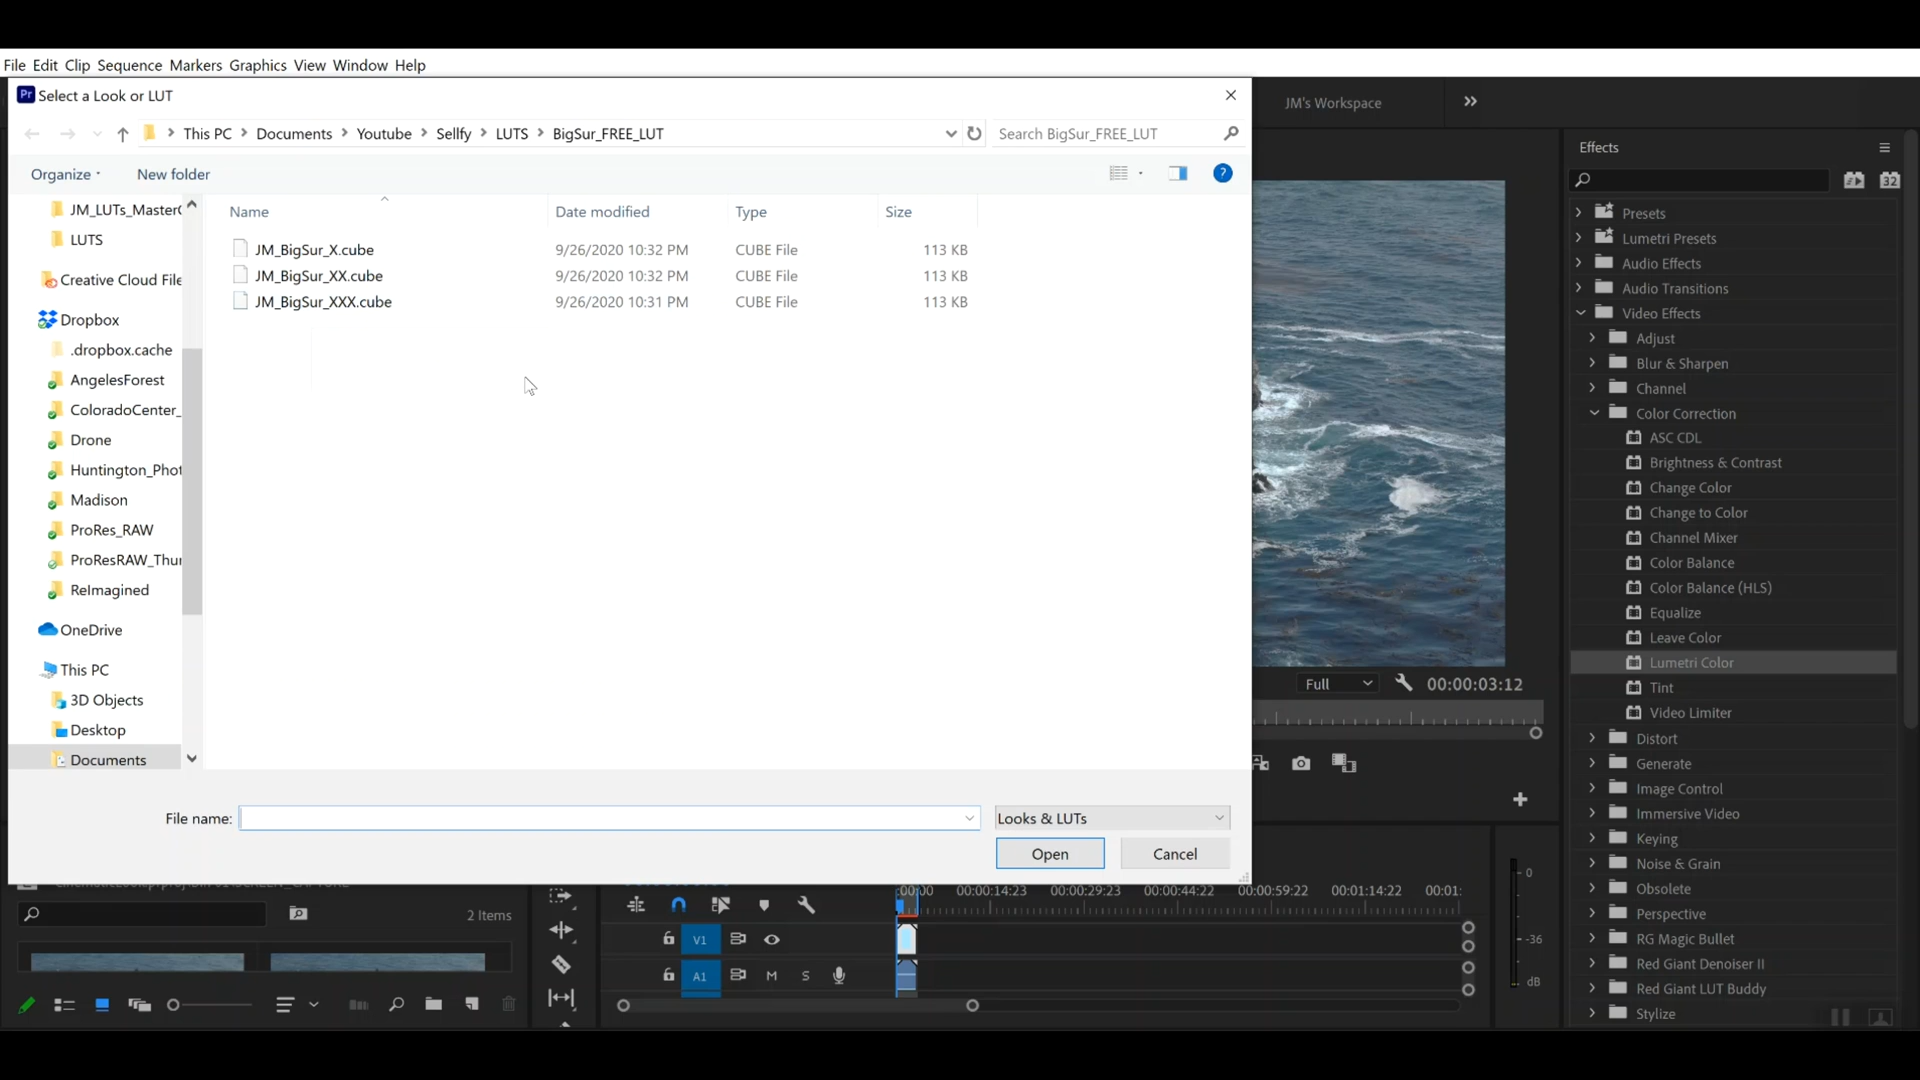 File Edit Clip Sequence Markers Graphics View Window Help
Pr Select a Look or LUT
JM's Workspace
This PC Documents Youtube Sellfy LUTS BigSur_FREE_LUT
Search BigSur_FREE_LUT
Organize New folder
Name Date modified Type Size
JM_BigSur_X.cube 9/26/2020 10:32 PM CUBE File 113 KB
JM_BigSur_XX.cube 9/26/2020 10:32 PM CUBE File 113 KB
JM_BigSur_XXX.cube 9/26/2020 10:31 PM CUBE File 113 KB
JM_LUTs_Master
LUTS
Creative Cloud File
Dropbox
.dropbox.cache
AngelesForest
ColoradoCenter_
Drone
Huntington_Phot
Madison
ProRes_RAW
ProResRAW_Thur
ReImagined
OneDrive
This PC
3D Objects
Desktop
Documents
File name:
Looks & LUTs
Open Cancel
Effects
32
Presets
Lumetri Presets
Audio Effects
Audio Transitions
Video Effects
Adjust
Blur & Sharpen
Channel
Color Correction
ASC CDL
Brightness & Contrast
Change Color
Change to Color
Channel Mixer
Color Balance
Color Balance (HLS)
Equalize
Leave Color
Lumetri Color
Tint
Video Limiter
Distort
Generate
Image Control
Immersive Video
Keying
Noise & Grain
Obsolete
Perspective
RG Magic Bullet
Red Giant Denoiser II
Red Giant LUT Buddy
Stylize
Full 00:00:03:12
2 Items
00:00 00:00:14:23 00:00:29:23 00:00:44:22 00:00:59:22 00:01:14:22 00:01:
V1
A1 M S
0
-36
dB